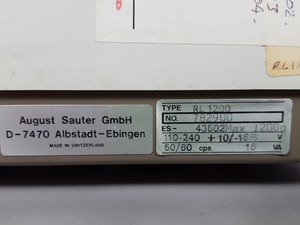 August Sauter GmbH
D-7470 Albstadt-Ebingen
MADE IN SWITZERLAND
TYPE RL 1200
NO. 782900
ES- 43502 Max 1200g
110-240 +10/-15% V
50/60 cps 15 VA